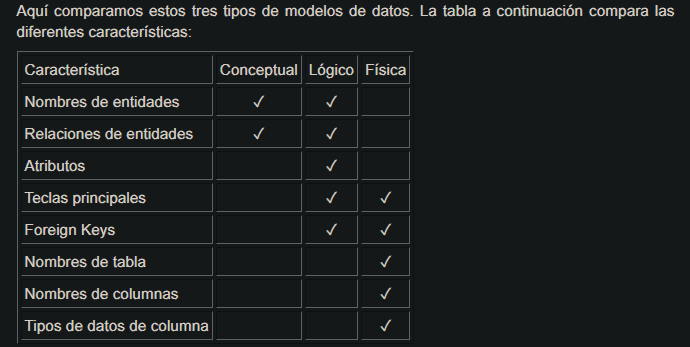 Aquí comparamos estos tres tipos de modelos de datos. La tabla a continuación compara las
diferentes características:
Característica Conceptual Lógico Física
Nombres de entidades ✓ ✓
Relaciones de entidades ✓ ✓
Atributos ✓
Teclas principales ✓ ✓
Foreign Keys ✓ ✓
Nombres de tabla ✓
Nombres de columnas ✓
Tipos de datos de columna ✓